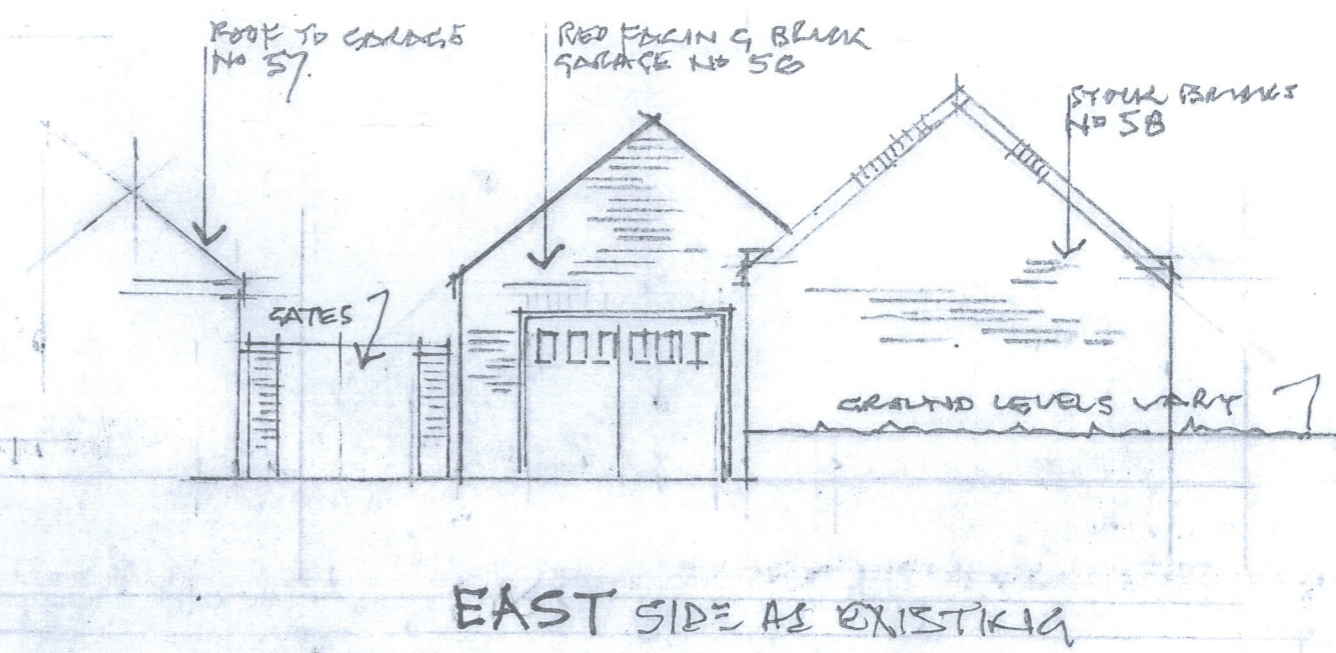 ROOF TO GARAGE
No 57.
RED FACING BRICK
GARAGE No 56
STOCK BRICKS
No 58
GATES
GROUND LEVELS VARY
EAST SIDE AS EXISTING